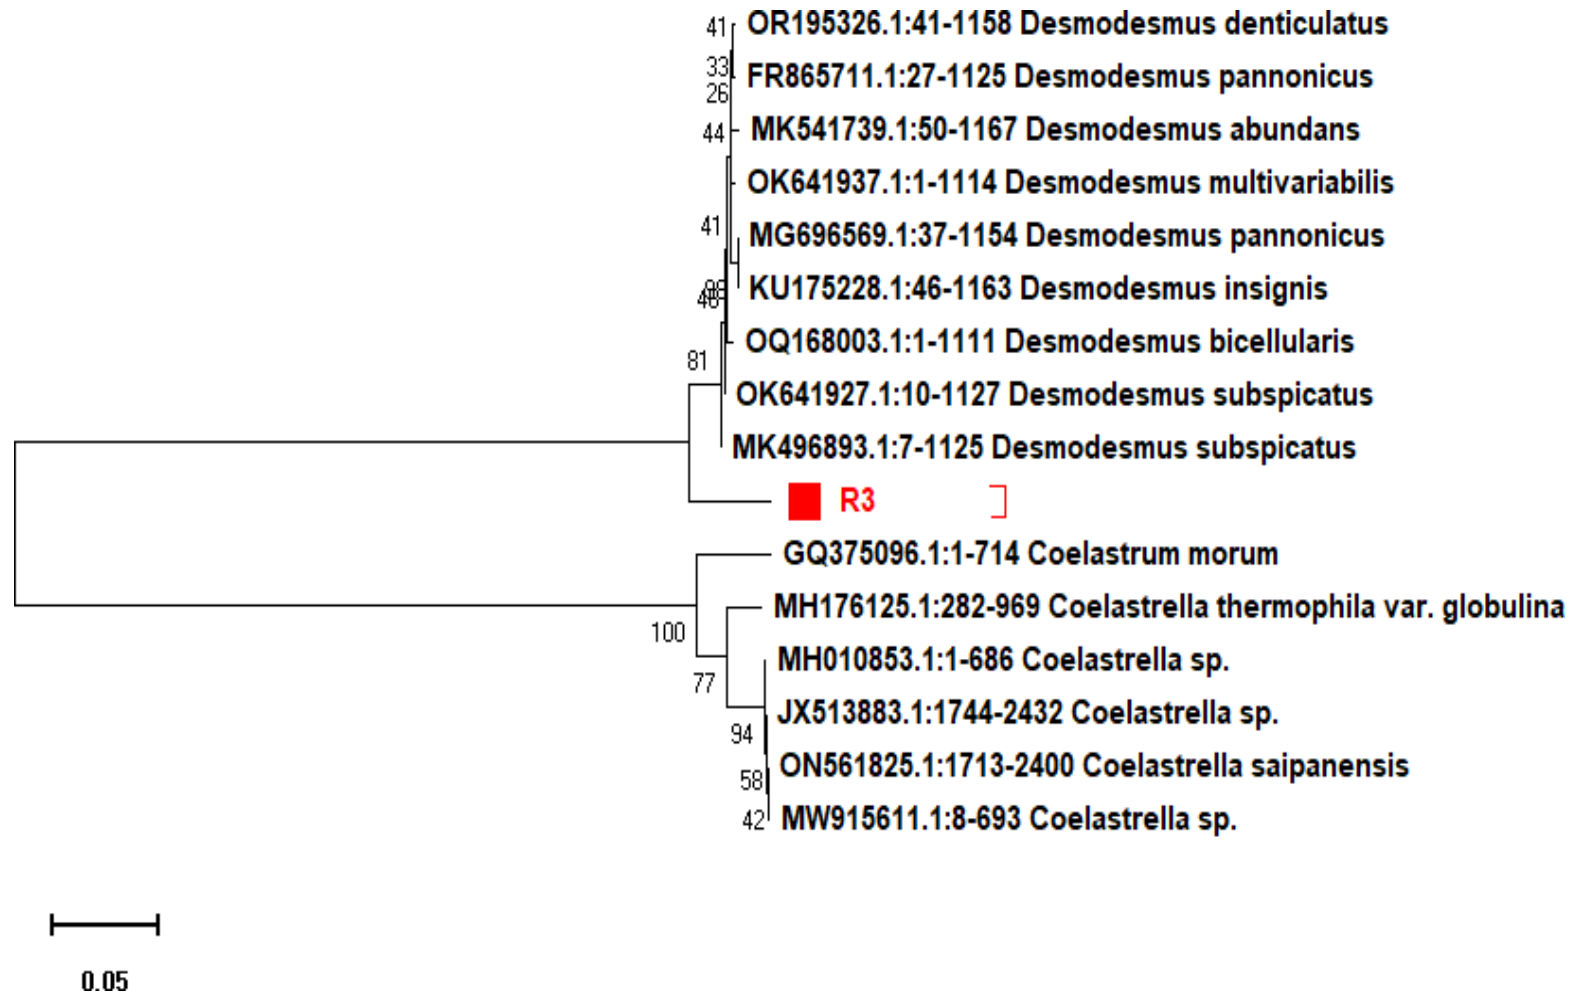 41
OR195326.1:41-1158 Desmodesmus denticulatus
33
FR865711.1:27-1125 Desmodesmus pannonicus
26
44
MK541739.1:50-1167 Desmodesmus abundans
OK641937.1:1-1114 Desmodesmus multivariabilis
41
MG696569.1:37-1154 Desmodesmus pannonicus
KU175228.1:46-1163 Desmodesmus insignis
OQ168003.1:1-1111 Desmodesmus bicellularis
81
OK641927.1:10-1127 Desmodesmus subspicatus
MK496893.1:7-1125 Desmodesmus subspicatus
R3
GQ375096.1:1-714 Coelastrum morum
MH176125.1:282-969 Coelastrella thermophila var. globulina
100
MH010853.1:1-686 Coelastrella sp.
77
JX513883.1:1744-2432 Coelastrella sp.
94
ON561825.1:1713-2400 Coelastrella saipanensis
58
42
MW915611.1:8-693 Coelastrella sp.
0.05